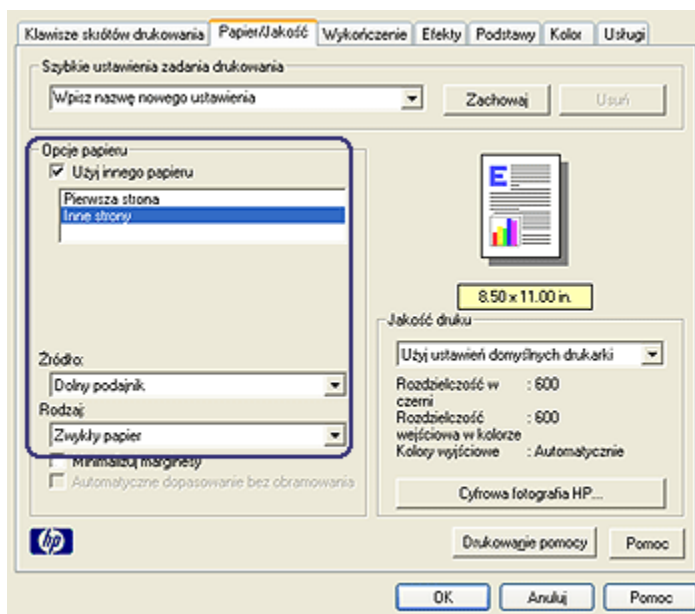 Klawisze skrótów drukowania Papier/Jakość Wykończenie Efekty Podstawy Kolor Usługi
Szybkie ustawienia zadania drukowania
Wpisz nazwę nowego ustawienia Zachowaj Usuń
Opcje papieru
Użyj innego papieru
Pierwsza strona
Inne strony
E
8.50 x 11.00 in.
Jakość druku
Użyj ustawień domyślnych drukarki
Rozdzielczość w czerni : 600
Rozdzielczość wejściowa w kolorze : 600
Kolory wyjściowe : Automatycznie
Cyfrowa fotografia HP...
Źródło:
Dolny podajnik
Rodzaj:
Zwykły papier
Minimalizuj marginesy
Automatyczne dopasowanie bez obramowania
hp
Drukowanie pomocy Pomoc
OK Anuluj Pomoc